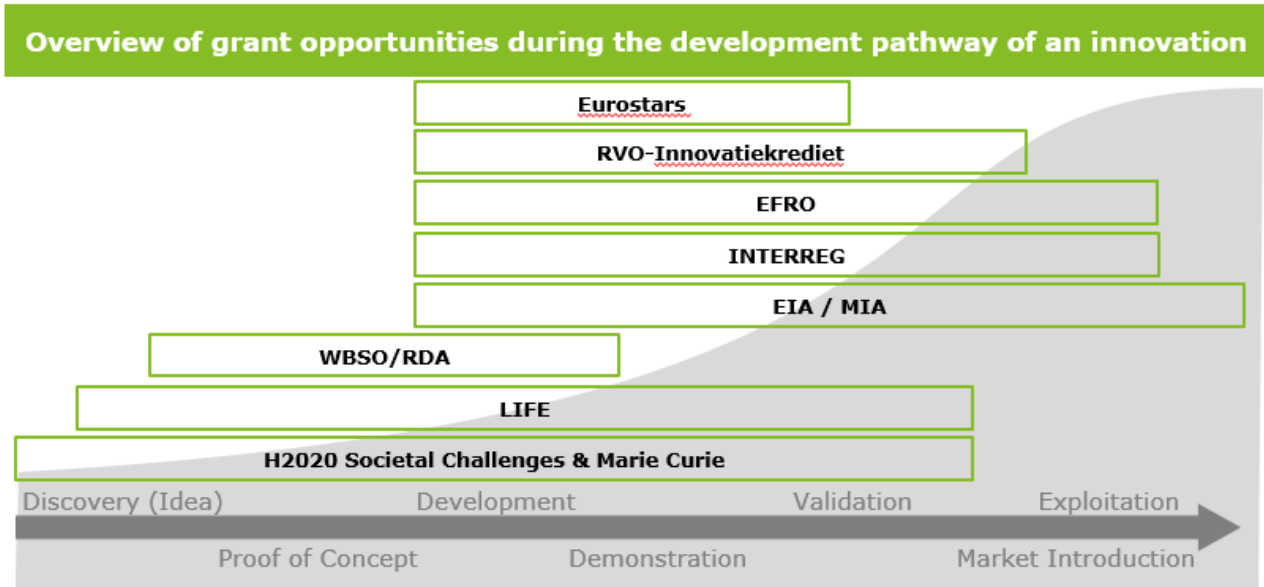 Overview of grant opportunities during the development pathway of an innovation
Eurostars
RVO-Innovatiekrediet
EFRO
INTERREG
EIA / MIA
WBSO/RDA
LIFE
H2020 Societal Challenges & Marie Curie
Discovery (Idea) Development Validation Exploitation
Proof of Concept Demonstration Market Introduction